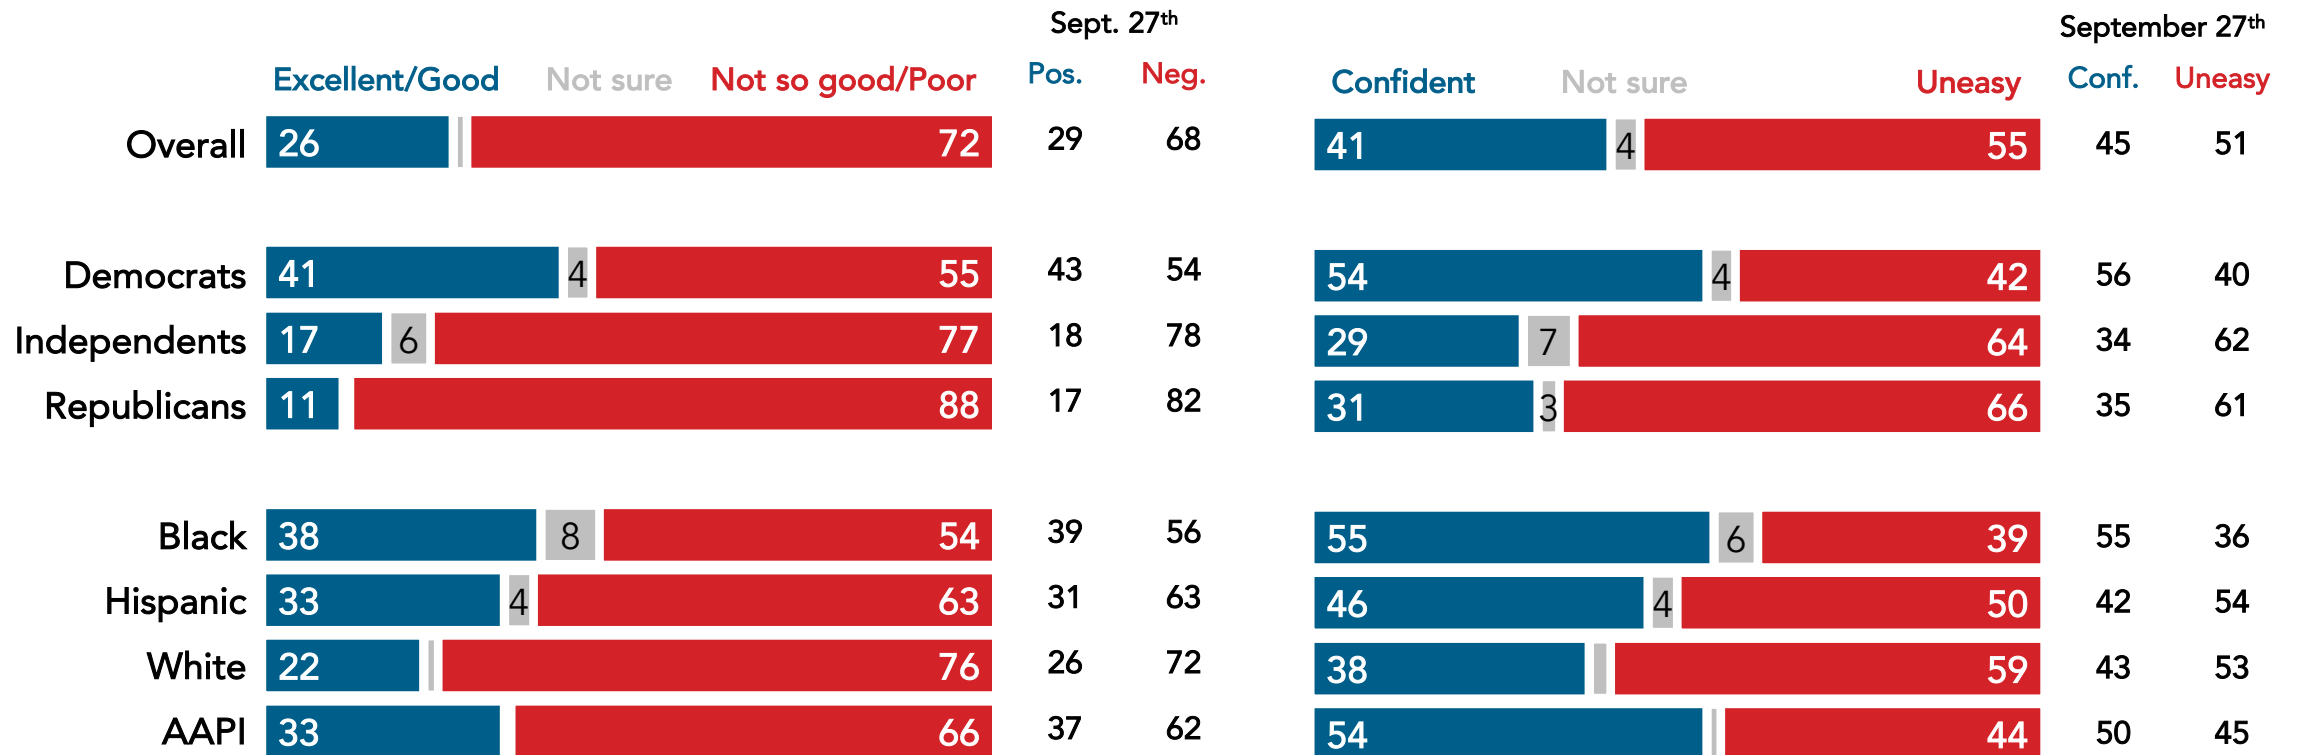 Sept. 27th September 27th
Excellent/Good Not sure Not so good/Poor Pos. Neg. Confident Not sure Uneasy Conf. Uneasy
Overall 26 72 29 68 41 4 55 45 51
Democrats 41 4 55 43 54 54 4 42 56 40
Independents 17 6 77 18 78 29 7 64 34 62
Republicans 11 88 17 82 31 3 66 35 61
Black 38 8 54 39 56 55 6 39 55 36
Hispanic 33 4 63 31 63 46 4 50 42 54
White 22 76 26 72 38 59 43 53
AAPI 33 66 37 62 54 44 50 45